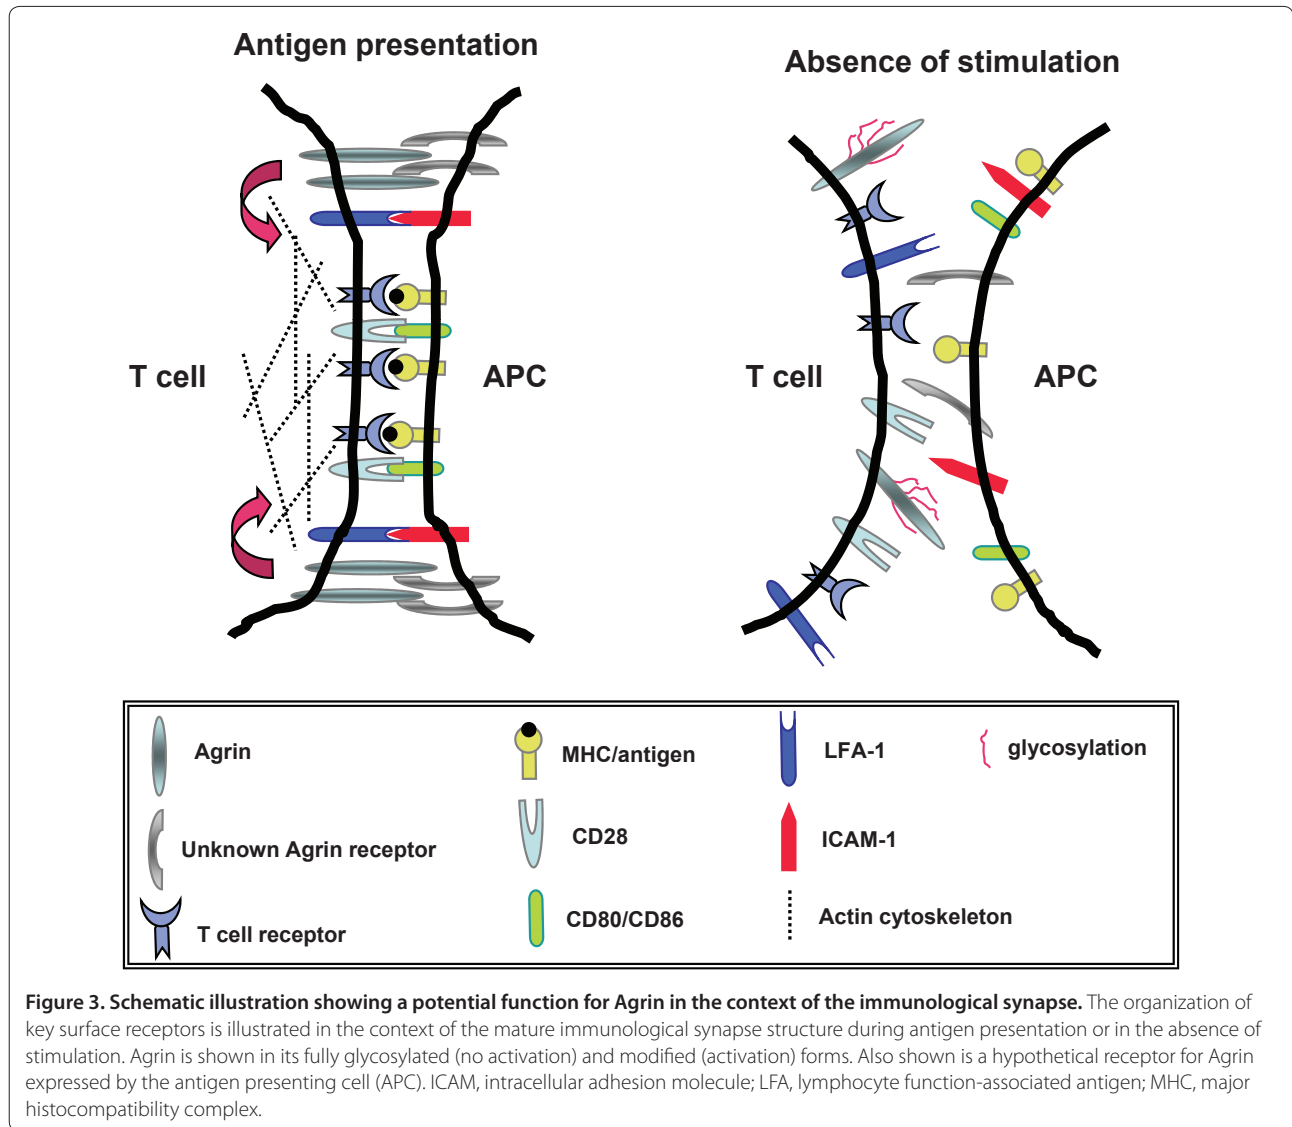 Antigen presentation
Absence of stimulation
T cell
APC
T cell
APC
Agrin
MHC/antigen
LFA-1
glycosylation
Unknown Agrin receptor
CD28
ICAM-1
T cell receptor
CD80/CD86
Actin cytoskeleton
Figure 3. Schematic illustration showing a potential function for Agrin in the context of the immunological synapse. The organization of
key surface receptors is illustrated in the context of the mature immunological synapse structure during antigen presentation or in the absence of
stimulation. Agrin is shown in its fully glycosylated (no activation) and modified (activation) forms. Also shown is a hypothetical receptor for Agrin
expressed by the antigen presenting cell (APC). ICAM, intracellular adhesion molecule; LFA, lymphocyte function-associated antigen; MHC, major
histocompatibility complex.